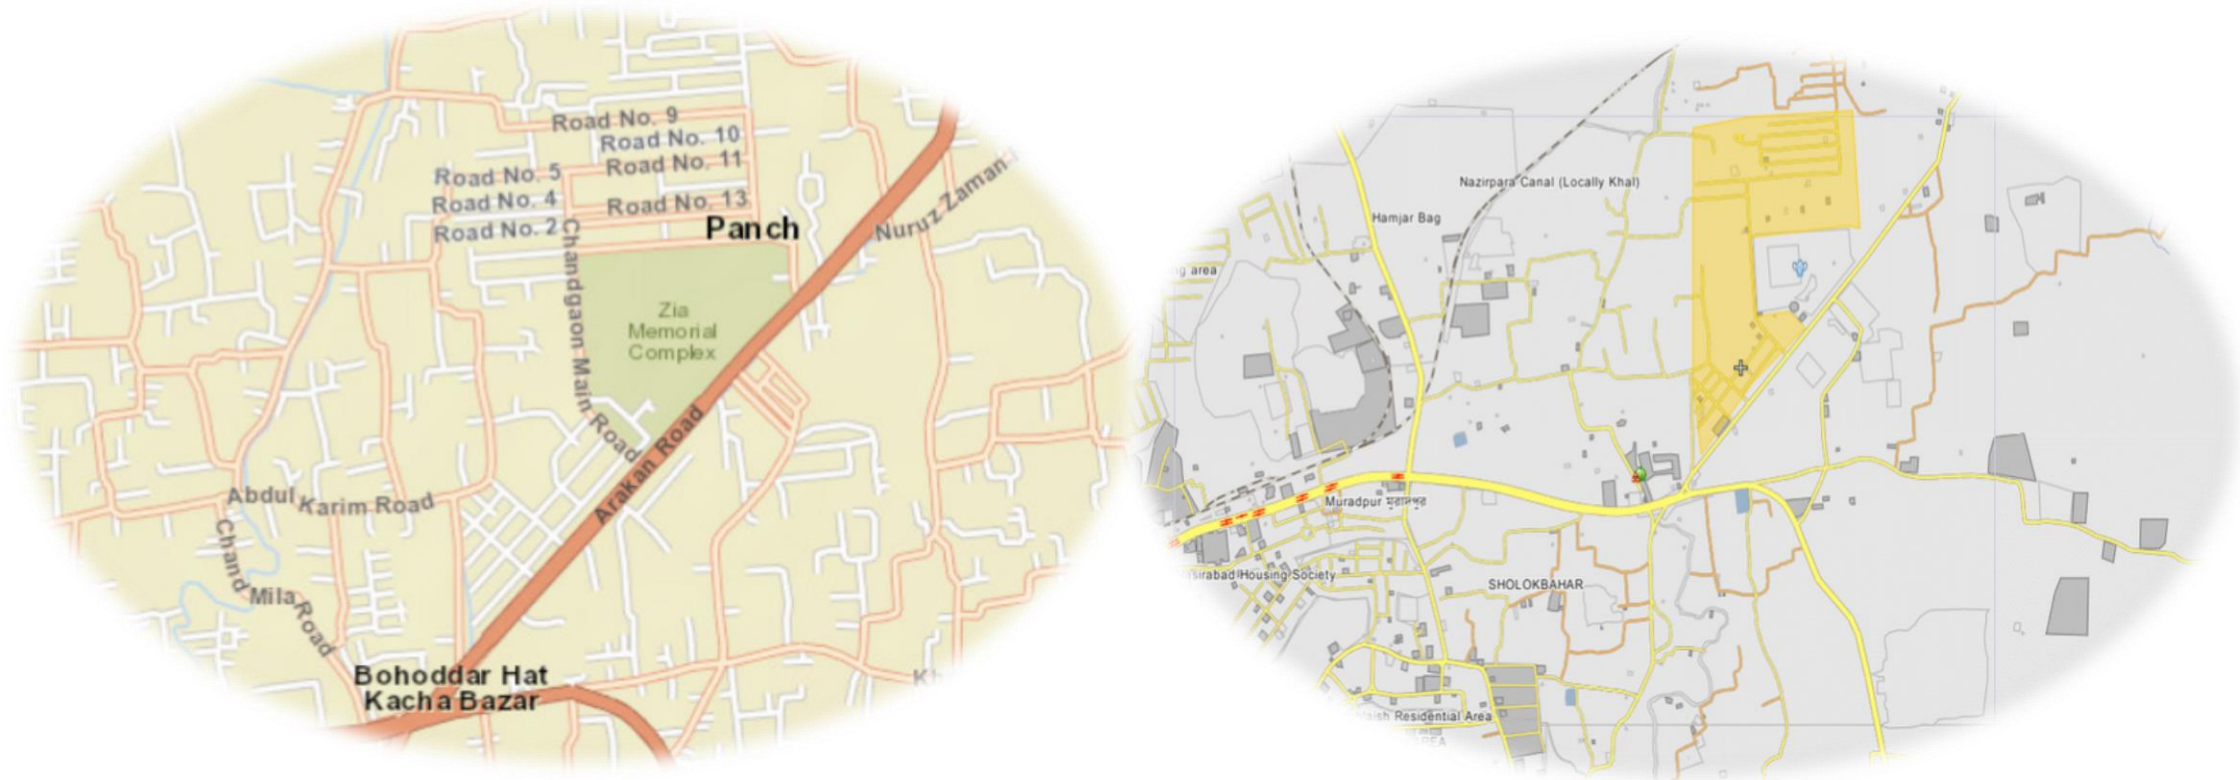 Road No. 9
Road No. 10
Road No. 11
Road No. 5
Road No. 4
Road No. 13
Road No. 2
Panch
Nuruz Zaman
Chandgaon Main Road
Zia
Memorial
Complex
Arakan Road
Abdul Karim Road
Chand Mila Road
Bohoddar Hat
Kacha Bazar
Kh
Nazirpara Canal (Locally Khal)
Hamjar Bag
area
Muradpur মুরাদপুর
Housing Society
SHOLOKBAHAR
Residential Area